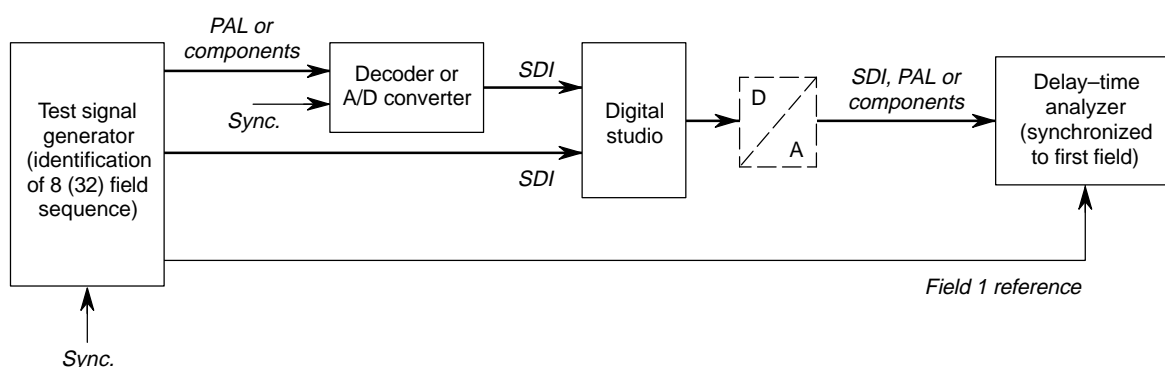 PAL or
components
Test signal
generator
(identification
of 8 (32) field
sequence)
Sync.
Decoder or
A/D converter
SDI
SDI
Digital
studio
D
A
SDI, PAL or
components
Delay–time
analyzer
(synchronized
to first field)
Field 1 reference
Sync.